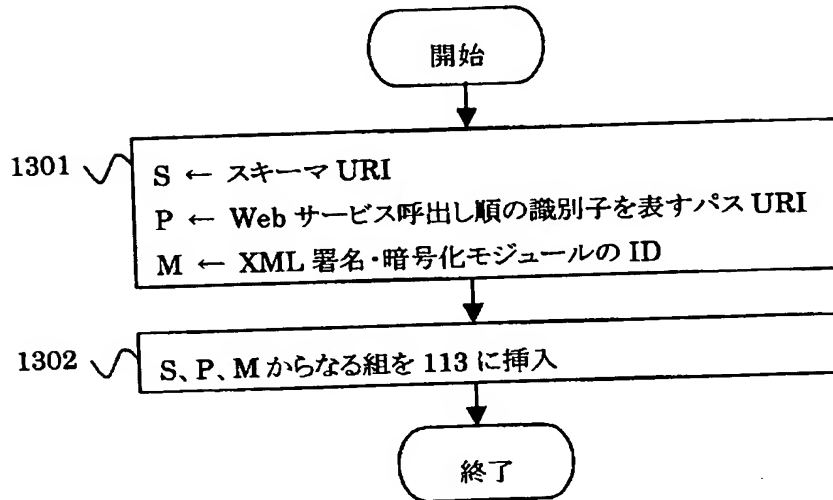 開始
1301
S ← スキーマ URI
P ← Web サービス呼出し順の識別子を表すパス URI
M ← XML 署名・暗号化モジュールの ID
1302
S、P、M からなる組を 113 に挿入
終了